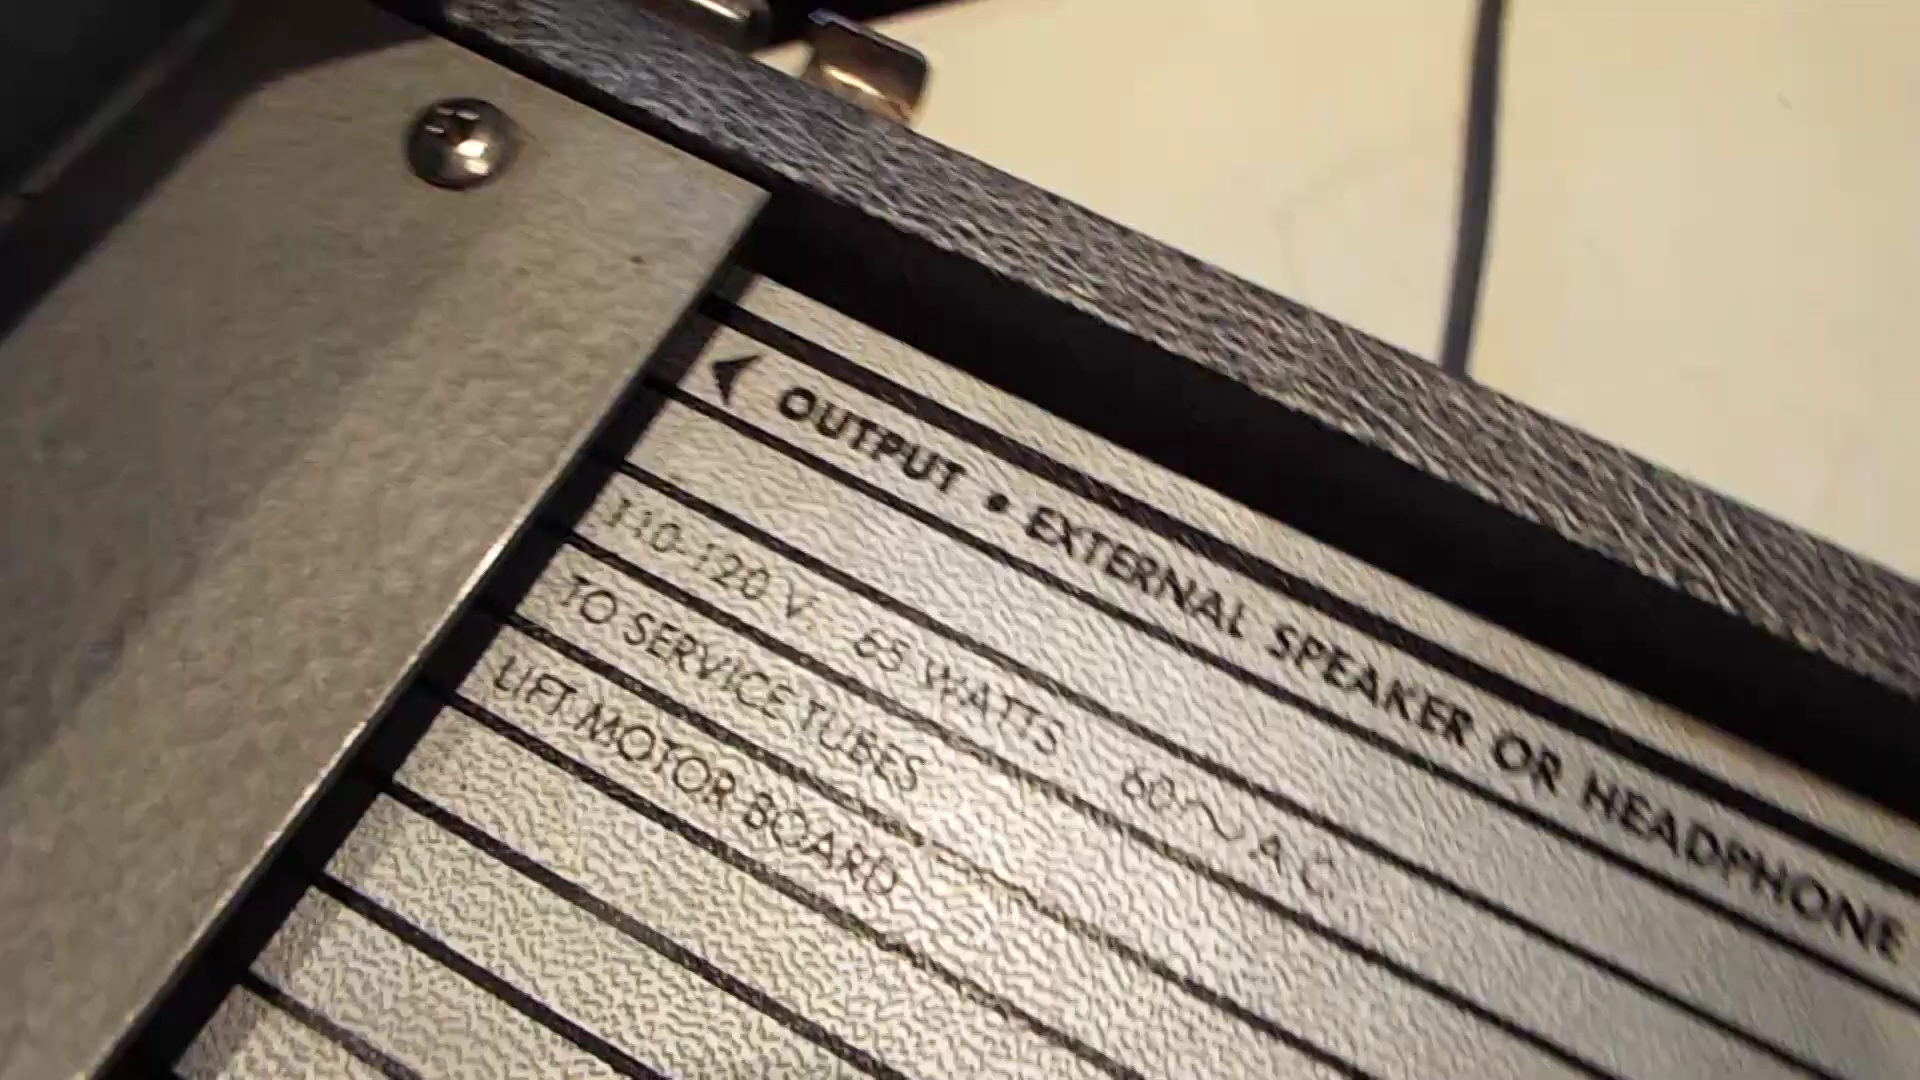 OUTPUT • EXTERNAL SPEAKER OR HEADPHONE
110-120 V. 65 WATTS 60~ A C
TO SERVICE TUBES
LIFT MOTOR BOARD